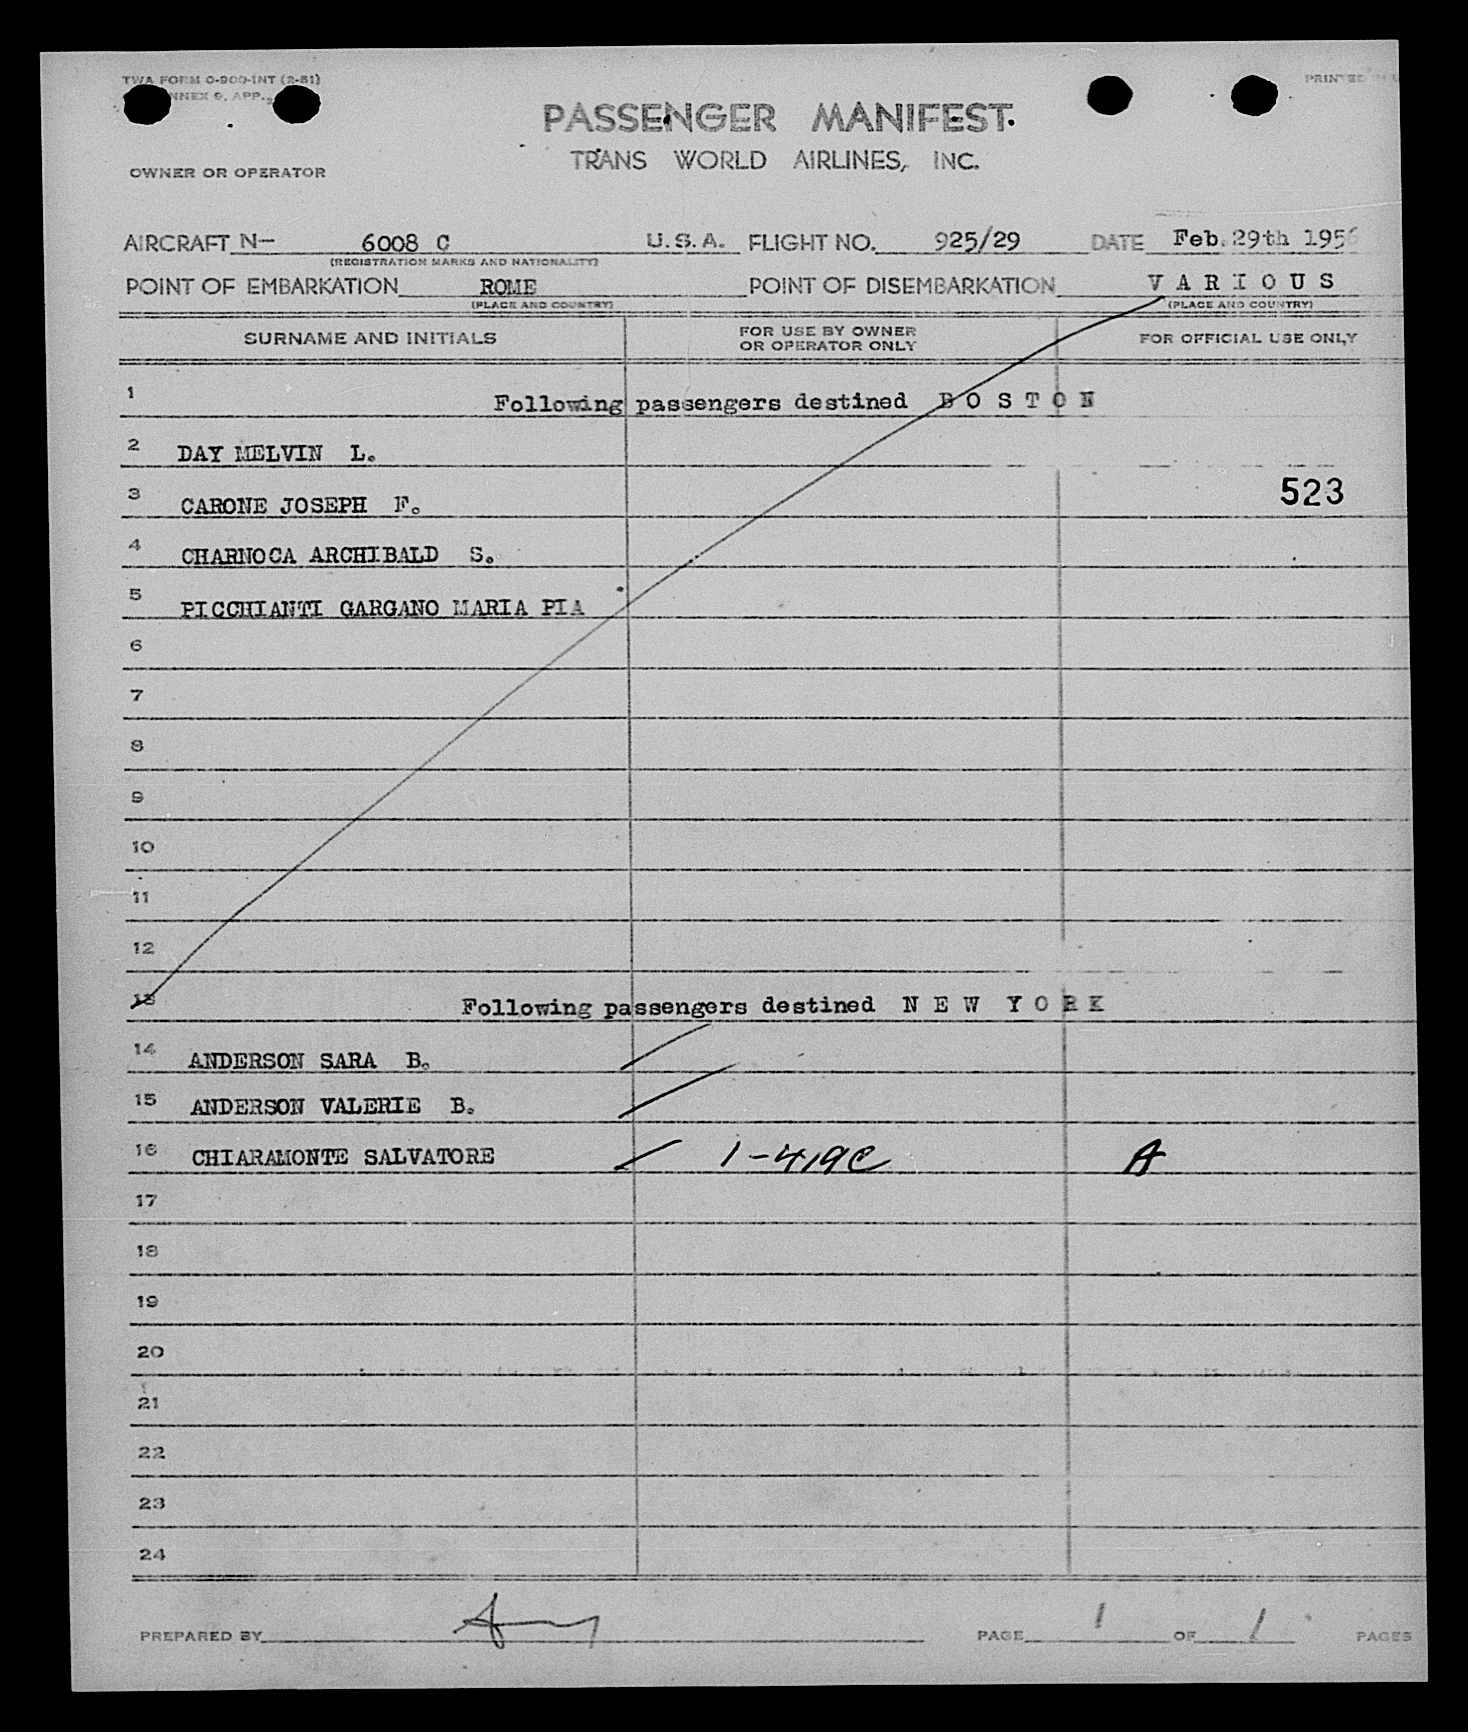 TWA FORM O-900-INT (2-51)
ANNEX 9, APP.
PRINTED IN
PASSENGER MANIFEST
TRANS WORLD AIRLINES, INC.
OWNER OR OPERATOR
AIRCRAFT N- 6008 C U.S.A. FLIGHT NO. 925/29 DATE Feb.29th 1956
(REGISTRATION MARKS AND NATIONALITY)
POINT OF EMBARKATION ROME POINT OF DISEMBARKATION V A R I O U S
(PLACE AND COUNTRY) (PLACE AND COUNTRY)
SURNAME AND INITIALS FOR USE BY OWNER OR OPERATOR ONLY FOR OFFICIAL USE ONLY
1 Following passengers destined B O S T O N
2 DAY MELVIN L.
3 CARONE JOSEPH F. 523
4 CHARNOCA ARCHIBALD S.
5 PICCHIANTI GARGANO MARIA PIA
6
7
8
9
10
11
12
13 Following passengers destined N E W Y O R K
14 ANDERSON SARA B.
15 ANDERSON VALERIE B.
16 CHIARAMONTE SALVATORE 1-419C A
17
18
19
20
21
22
23
24
PREPARED BY PAGE 1 OF 1 PAGES